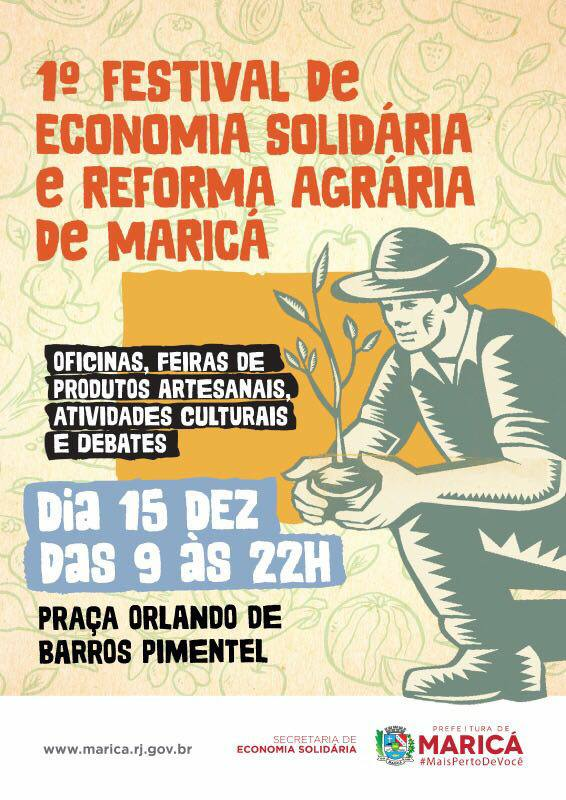 1º FESTIVAL De
ECONOMIA SOLIDÁRIA
e REFORMA AGRÁRIA
De MARICÁ
OFICINAS, FEIRAS DE
PRODUTOS ARTESANAIS,
ATIVIDADES CULTURAIS
E DEBATES
Dia 15 DEZ
Das 9 às 22H
PRAÇA ORLANDO DE
BARROS PIMENTEL
www.marica.rj.gov.br
SECRETARIA DE
ECONOMIA SOLIDÁRIA
PREFEITURA DE
MARICÁ
#MaisPertoDeVocê